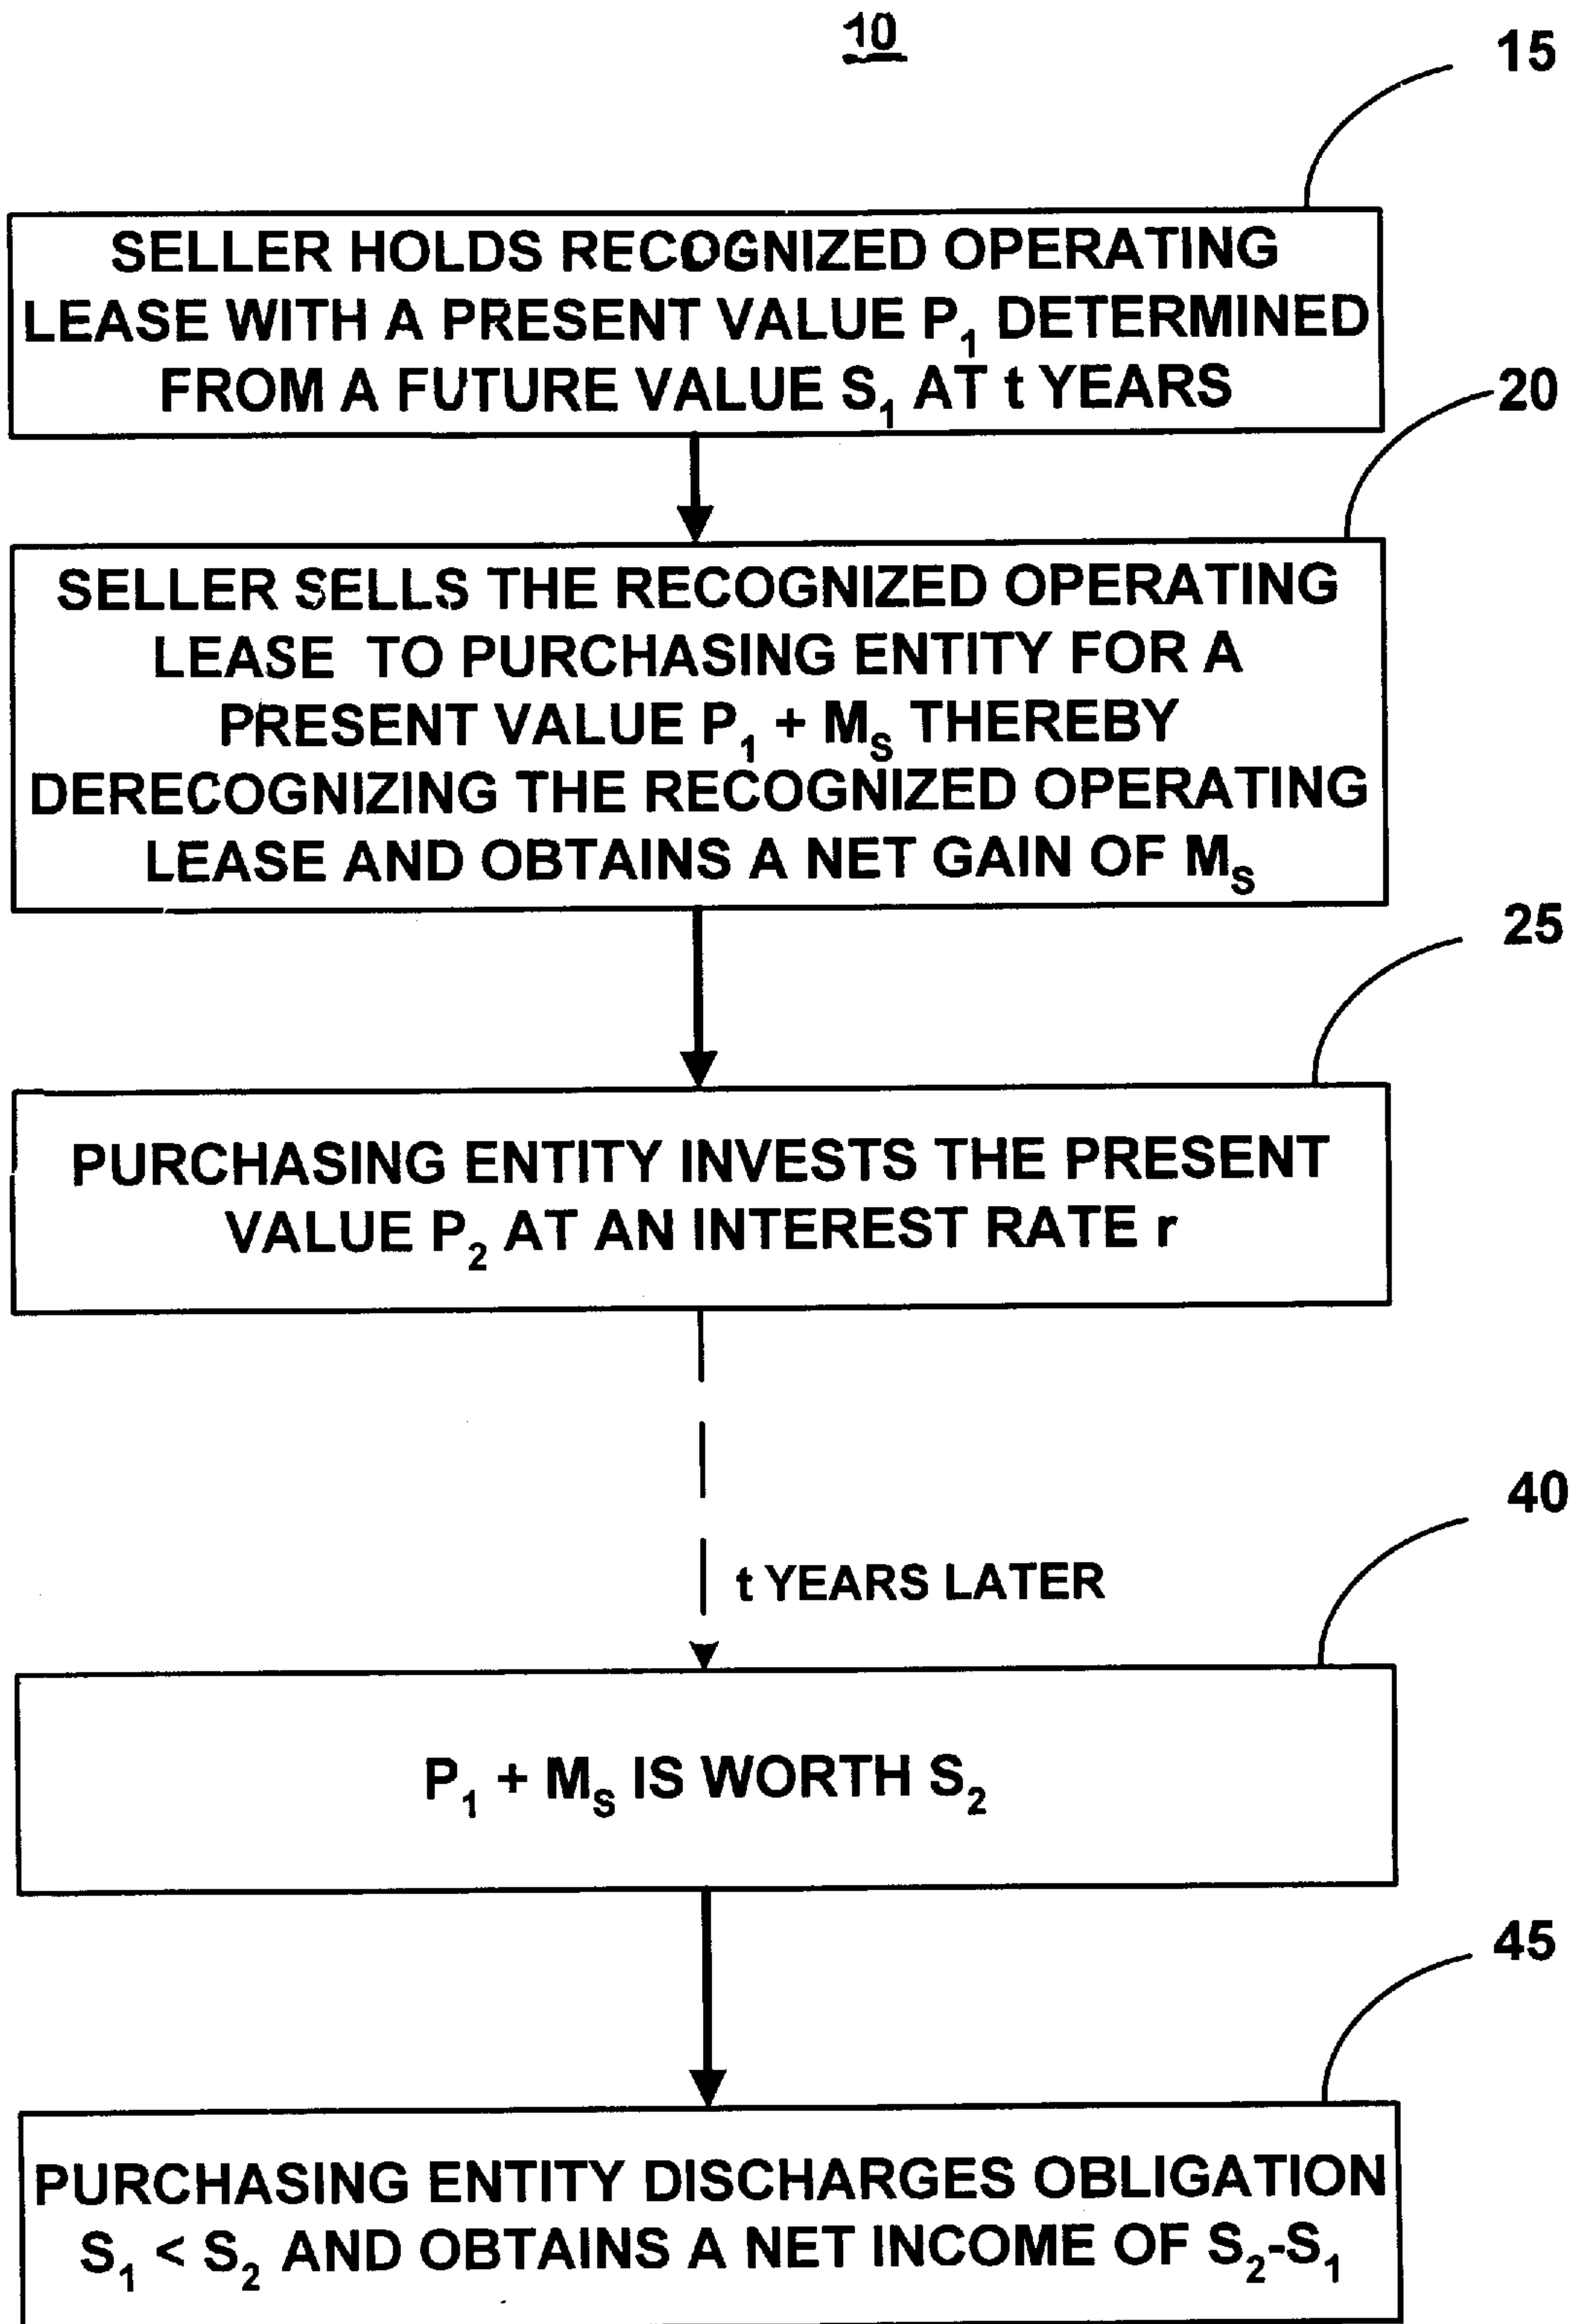 10
15
SELLER HOLDS RECOGNIZED OPERATING
LEASE WITH A PRESENT VALUE P₁ DETERMINED
FROM A FUTURE VALUE S₁ AT t YEARS
20
SELLER SELLS THE RECOGNIZED OPERATING
LEASE TO PURCHASING ENTITY FOR A
PRESENT VALUE P₁ + Mₛ THEREBY
DERECOGNIZING THE RECOGNIZED OPERATING
LEASE AND OBTAINS A NET GAIN OF Mₛ
25
PURCHASING ENTITY INVESTS THE PRESENT
VALUE P₂ AT AN INTEREST RATE r
t YEARS LATER
40
P₁ + Mₛ IS WORTH S₂
45
PURCHASING ENTITY DISCHARGES OBLIGATION
S₁ < S₂ AND OBTAINS A NET INCOME OF S₂-S₁